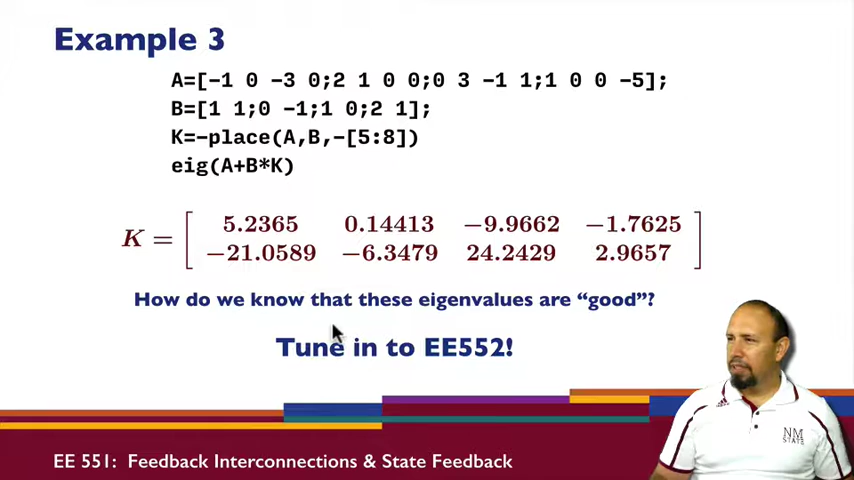 Example 3
A=[-1 0 -3 0;2 1 0 0;0 3 -1 1;1 0 0 -5];
B=[1 1;0 -1;1 0;2 1];
K=-place(A,B,-[5:8])
eig(A+B*K)
K = [ 5.2365 0.14413 −9.9662 −1.7625
−21.0589 −6.3479 24.2429 2.9657 ]
How do we know that these eigenvalues are “good”?
Tune in to EE552!
NM
STATE
EE 551: Feedback Interconnections & State Feedback